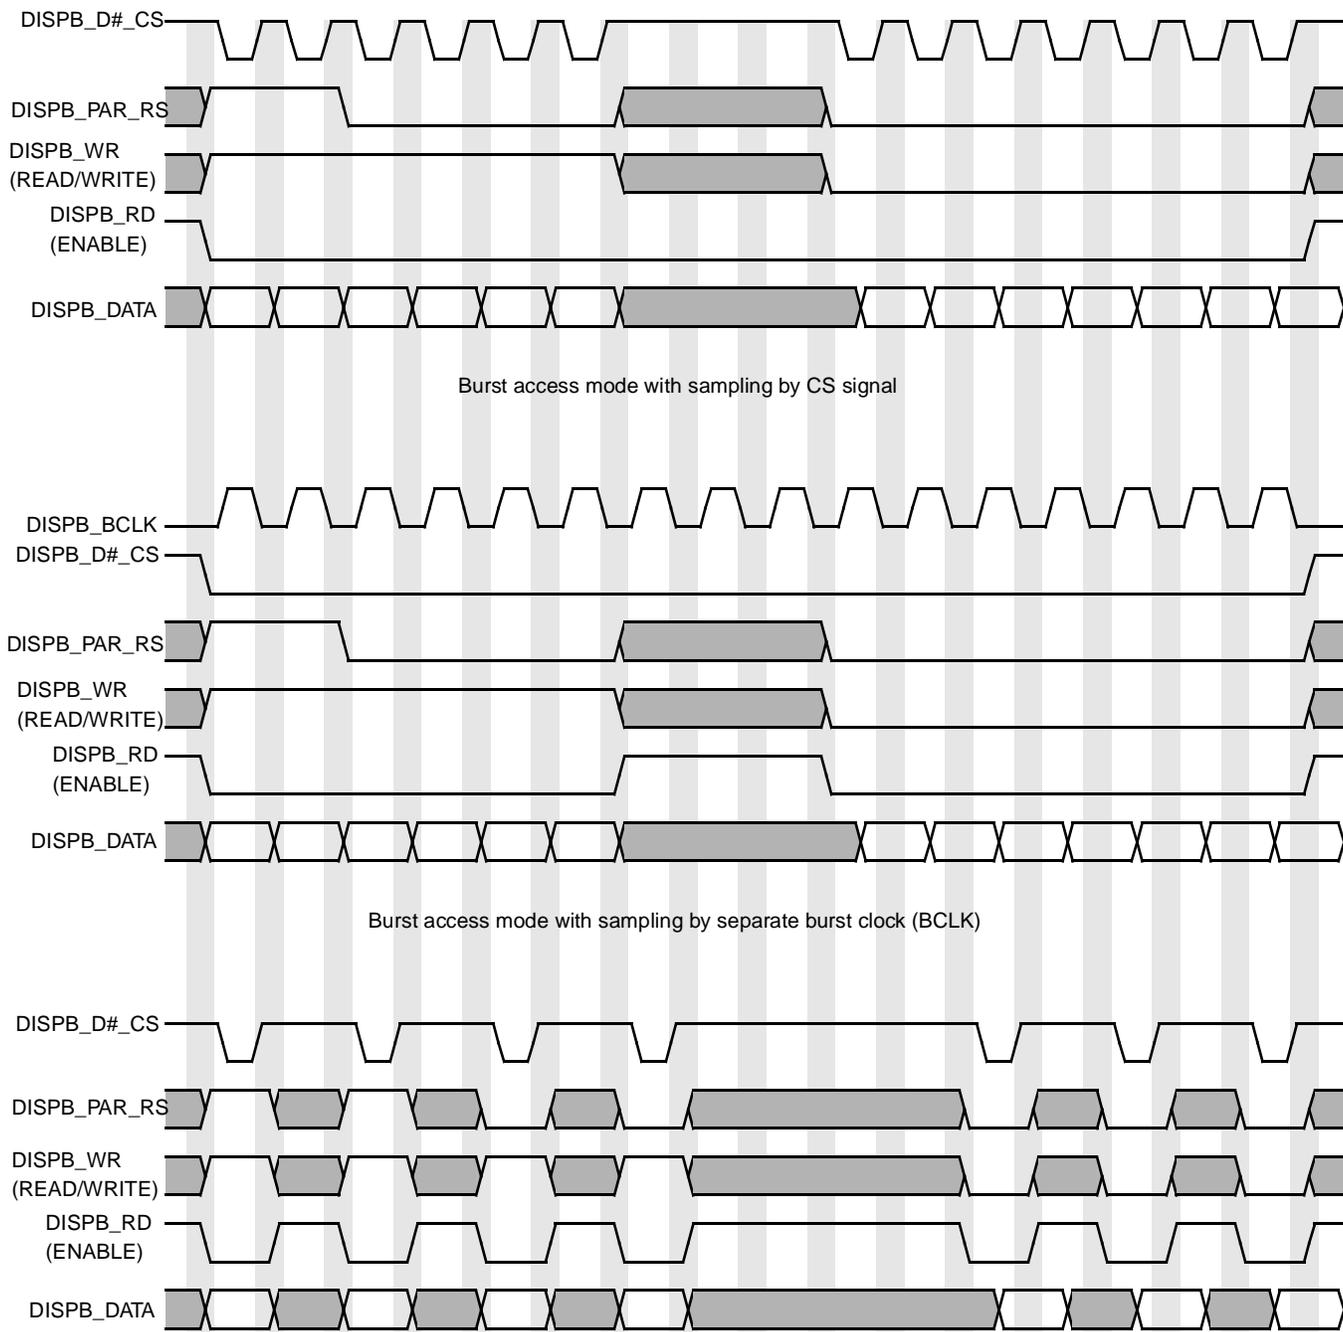 DISPB_D#_CS
DISPB_PAR_RS
DISPB_WR
(READ/WRITE)
DISPB_RD
(ENABLE)
DISPB_DATA
Burst access mode with sampling by CS signal
DISPB_BCLK
DISPB_D#_CS
DISPB_PAR_RS
DISPB_WR
(READ/WRITE)
DISPB_RD
(ENABLE)
DISPB_DATA
Burst access mode with sampling by separate burst clock (BCLK)
DISPB_D#_CS
DISPB_PAR_RS
DISPB_WR
(READ/WRITE)
DISPB_RD
(ENABLE)
DISPB_DATA